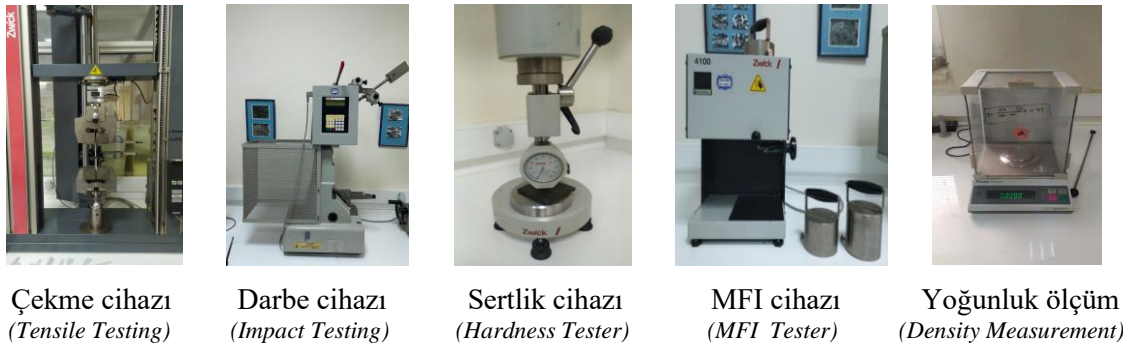 Zwick
4100
Zwick
Zwick
Çekme cihazı
(Tensile Testing)
Darbe cihazı
(Impact Testing)
Sertlik cihazı
(Hardness Tester)
MFI cihazı
(MFI Tester)
Yoğunluk ölçüm
(Density Measurement)